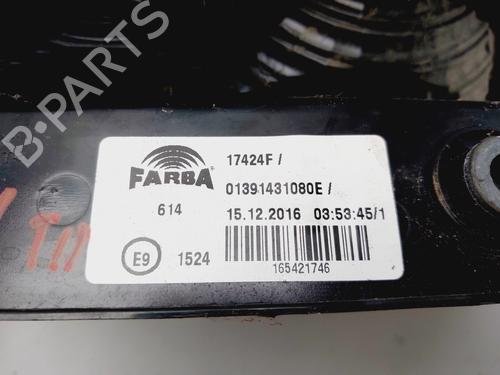 B-PARTS
FARBA
614
E9 1524
17424F /
01391431080E /
15.12.2016 03:53:45/1
165421746